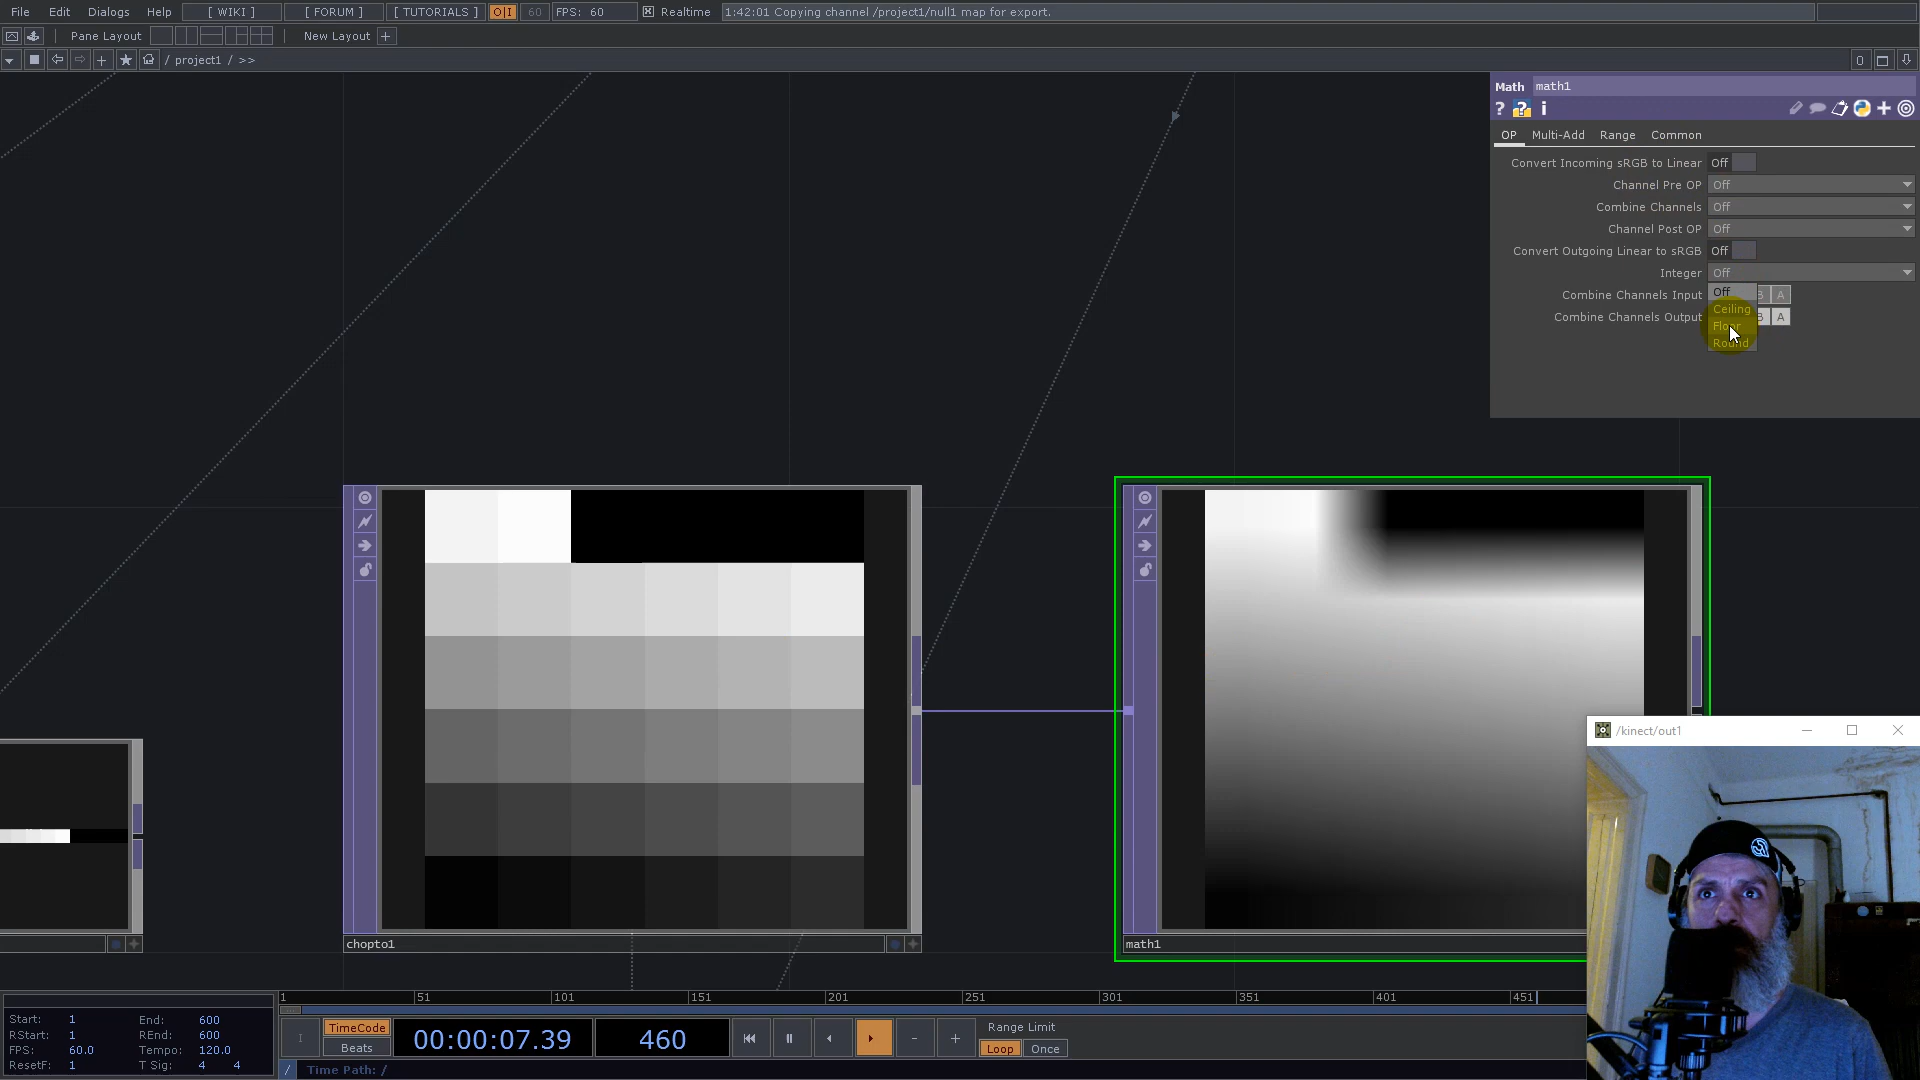 File Edit Dialogs Help [ WIKI ] [ FORUM ] [ TUTORIALS ] O|I 60 FPS: 60 Realtime 1:42:01 Copying channel /project1/null1 map for export.
Pane Layout New Layout +
/ project1 / >> 0
Math math1
? ? i
OP Multi-Add Range Common
Convert Incoming sRGB to Linear Off
Channel Pre OP Off
Combine Channels Off
Channel Post OP Off
Convert Outgoing Linear to sRGB Off
Integer Off
Combine Channels Input Off B A
Ceiling
Combine Channels Output B A
Floor
Round
/kinect/out1
chopto1
math1
1 51 101 151 201 251 301 351 401 451
Start: 1 End: 600
RStart: 1 REnd: 600
FPS: 60.0 Tempo: 120.0
ResetF: 1 T Sig: 4 4
TimeCode
Beats
00:00:07.39
460
Range Limit
Loop Once
/ Time Path: /